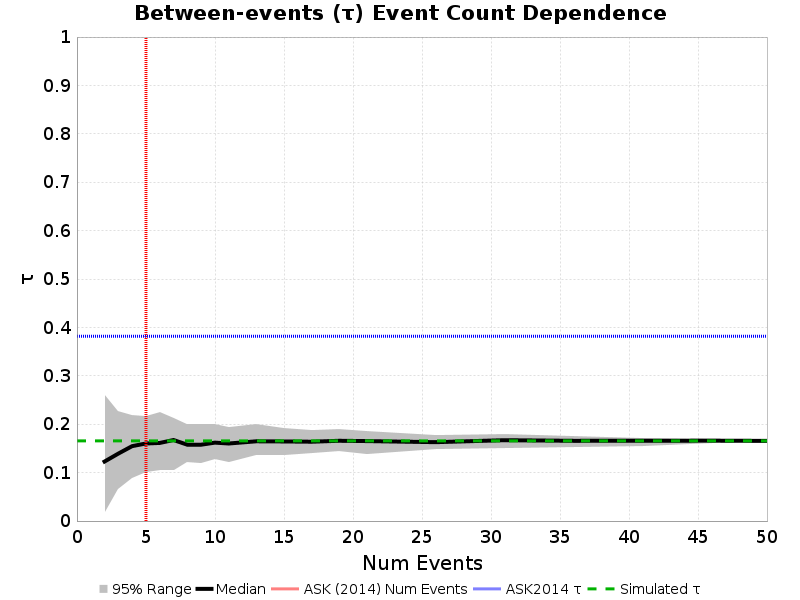 Between-events (τ) Event Count Dependence
1
0.9
0.8
0.7
0.6
0.5
0.4
0.3
0.2
0.1
0
τ
0 5 10 15 20 25 30 35 40 45 50
Num Events
95% Range Median ASK (2014) Num Events ASK2014 τ Simulated τ